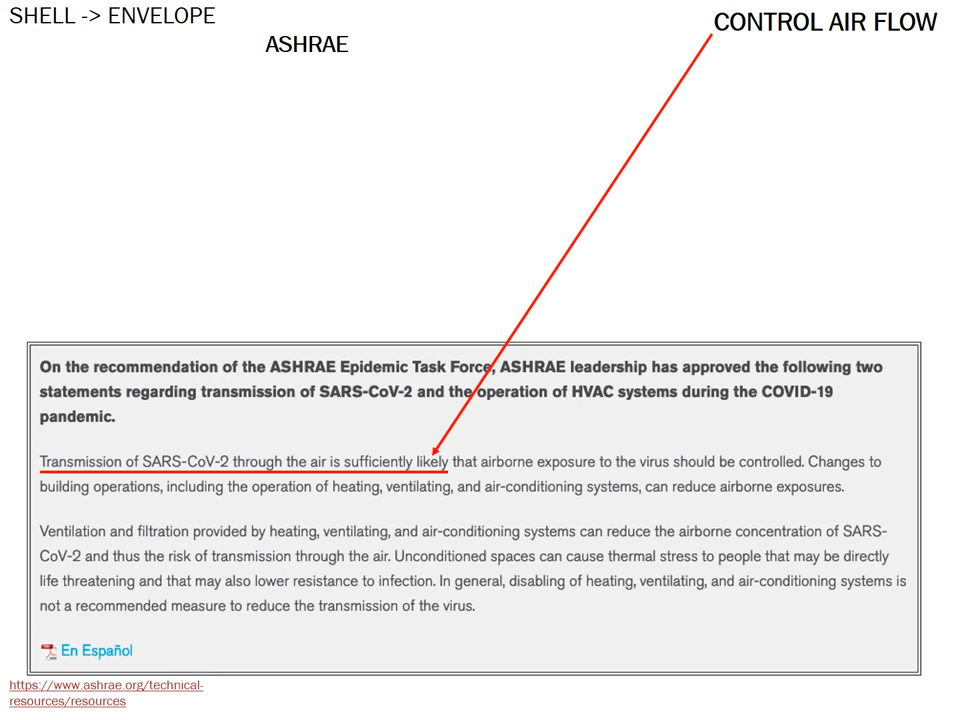 SHELL -> ENVELOPE
CONTROL AIR FLOW
ASHRAE
On the recommendation of the ASHRAE Epidemic Task Force, ASHRAE leadership has approved the following two
statements regarding transmission of SARS-CoV-2 and the operation of HVAC systems during the COVID-19
pandemic.
Transmission of SARS-CoV-2 through the air is sufficiently likely that airborne exposure to the virus should be controlled. Changes to
building operations, including the operation of heating, ventilating, and air-conditioning systems, can reduce airborne exposures.
Ventilation and filtration provided by heating, ventilating, and air-conditioning systems can reduce the airborne concentration of SARS-
CoV-2 and thus the risk of transmission through the air. Unconditioned spaces can cause thermal stress to people that may be directly
life threatening and that may also lower resistance to infection. In general, disabling of heating, ventilating, and air-conditioning systems is
not a recommended measure to reduce the transmission of the virus.
En Español
https://www.ashrae.org/technical-
resources/resources